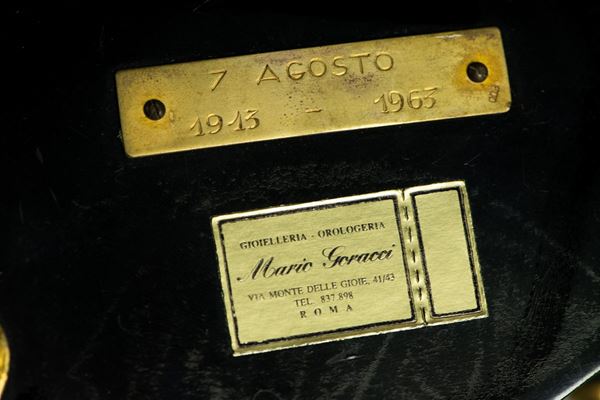 7 AGOSTO
1913 - 1963
GIOIELLERIA - OROLOGERIA
Mario Goracci
VIA MONTE DELLE GIOIE, 41/43
TEL. 837.898
ROMA